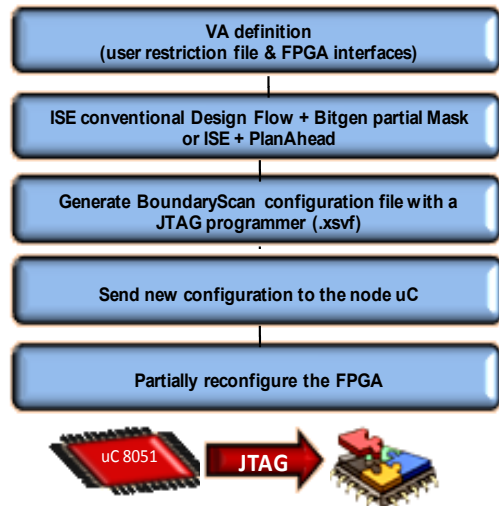 VA definition
(user restriction file & FPGA interfaces)
ISE conventional Design Flow + Bitgen partial Mask
or ISE + PlanAhead
Generate BoundaryScan configuration file with a
JTAG programmer (.xsvf)
Send new configuration to the node uC
Partially reconfigure the FPGA
uC 8051
JTAG